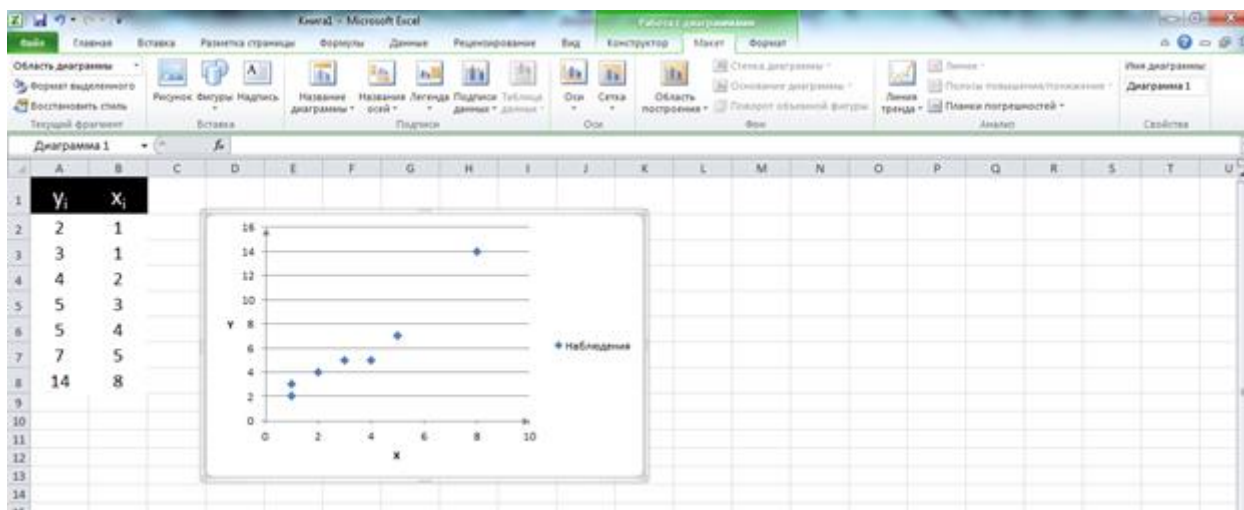 Книга1 - Microsoft Excel
Работа с диаграммами
Файл Главная Вставка Разметка страницы Формулы Данные Рецензирование Вид Конструктор Макет Формат
Область диаграммы
Формат выделенного
Восстановить стиль
Текущий фрагмент
Рисунок Фигуры Надпись
Вставка
Название диаграммы
Названия осей
Легенда
Подписи данных
Таблица данных
Подписи
Оси Сетка
Оси
Область построения
Стенка диаграммы
Основание диаграммы
Поворот объемной фигуры
Фон
Линия тренда
Линии
Полосы повышения/понижения
Планки погрешностей
Анализ
Имя диаграммы:
Диаграмма 1
Свойства
Диаграмма 1 fx
A B C D E F G H I J K L M N O P Q R S T U
1 yi xi
2 2 1
3 3 1
4 4 2
5 5 3
6 5 4
7 7 5
8 14 8
9
10
11
12
13
14
16
14
12
10
Y 8
6
4
2
0
0 2 4 6 8 10
X
Наблюдения